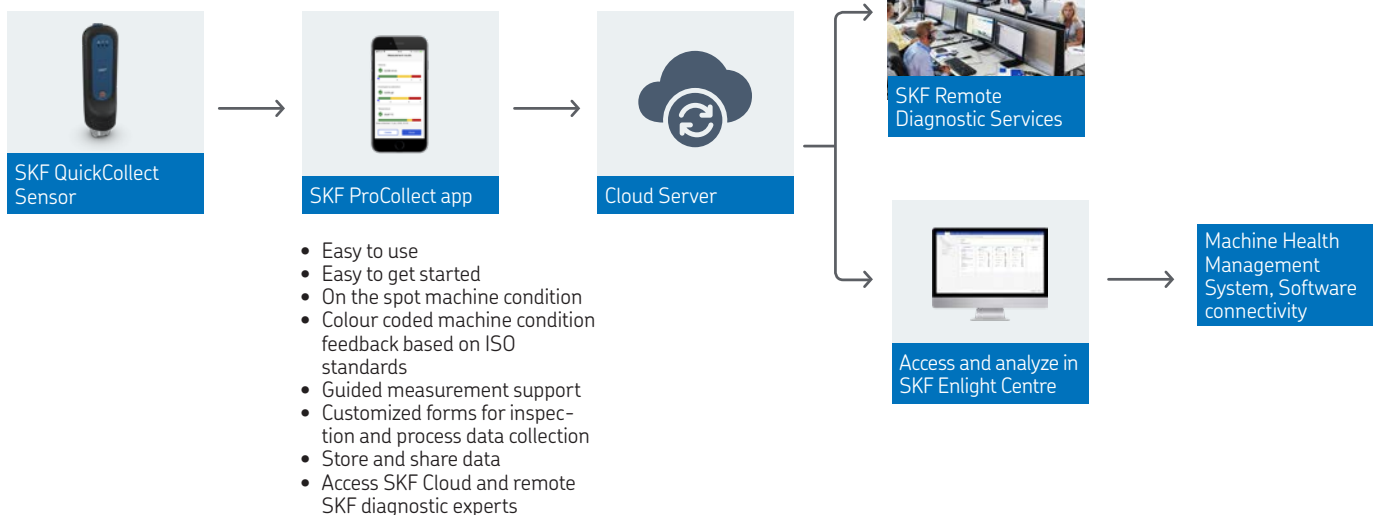 SKF QuickCollect
Sensor
SKF ProCollect app
Cloud Server
SKF Remote
Diagnostic Services
Access and analyze in
SKF Enlight Centre
Machine Health
Management
System, Software
connectivity
• Easy to use
• Easy to get started
• On the spot machine condition
• Colour coded machine condition
feedback based on ISO
standards
• Guided measurement support
• Customized forms for inspec-
tion and process data collection
• Store and share data
• Access SKF Cloud and remote
SKF diagnostic experts